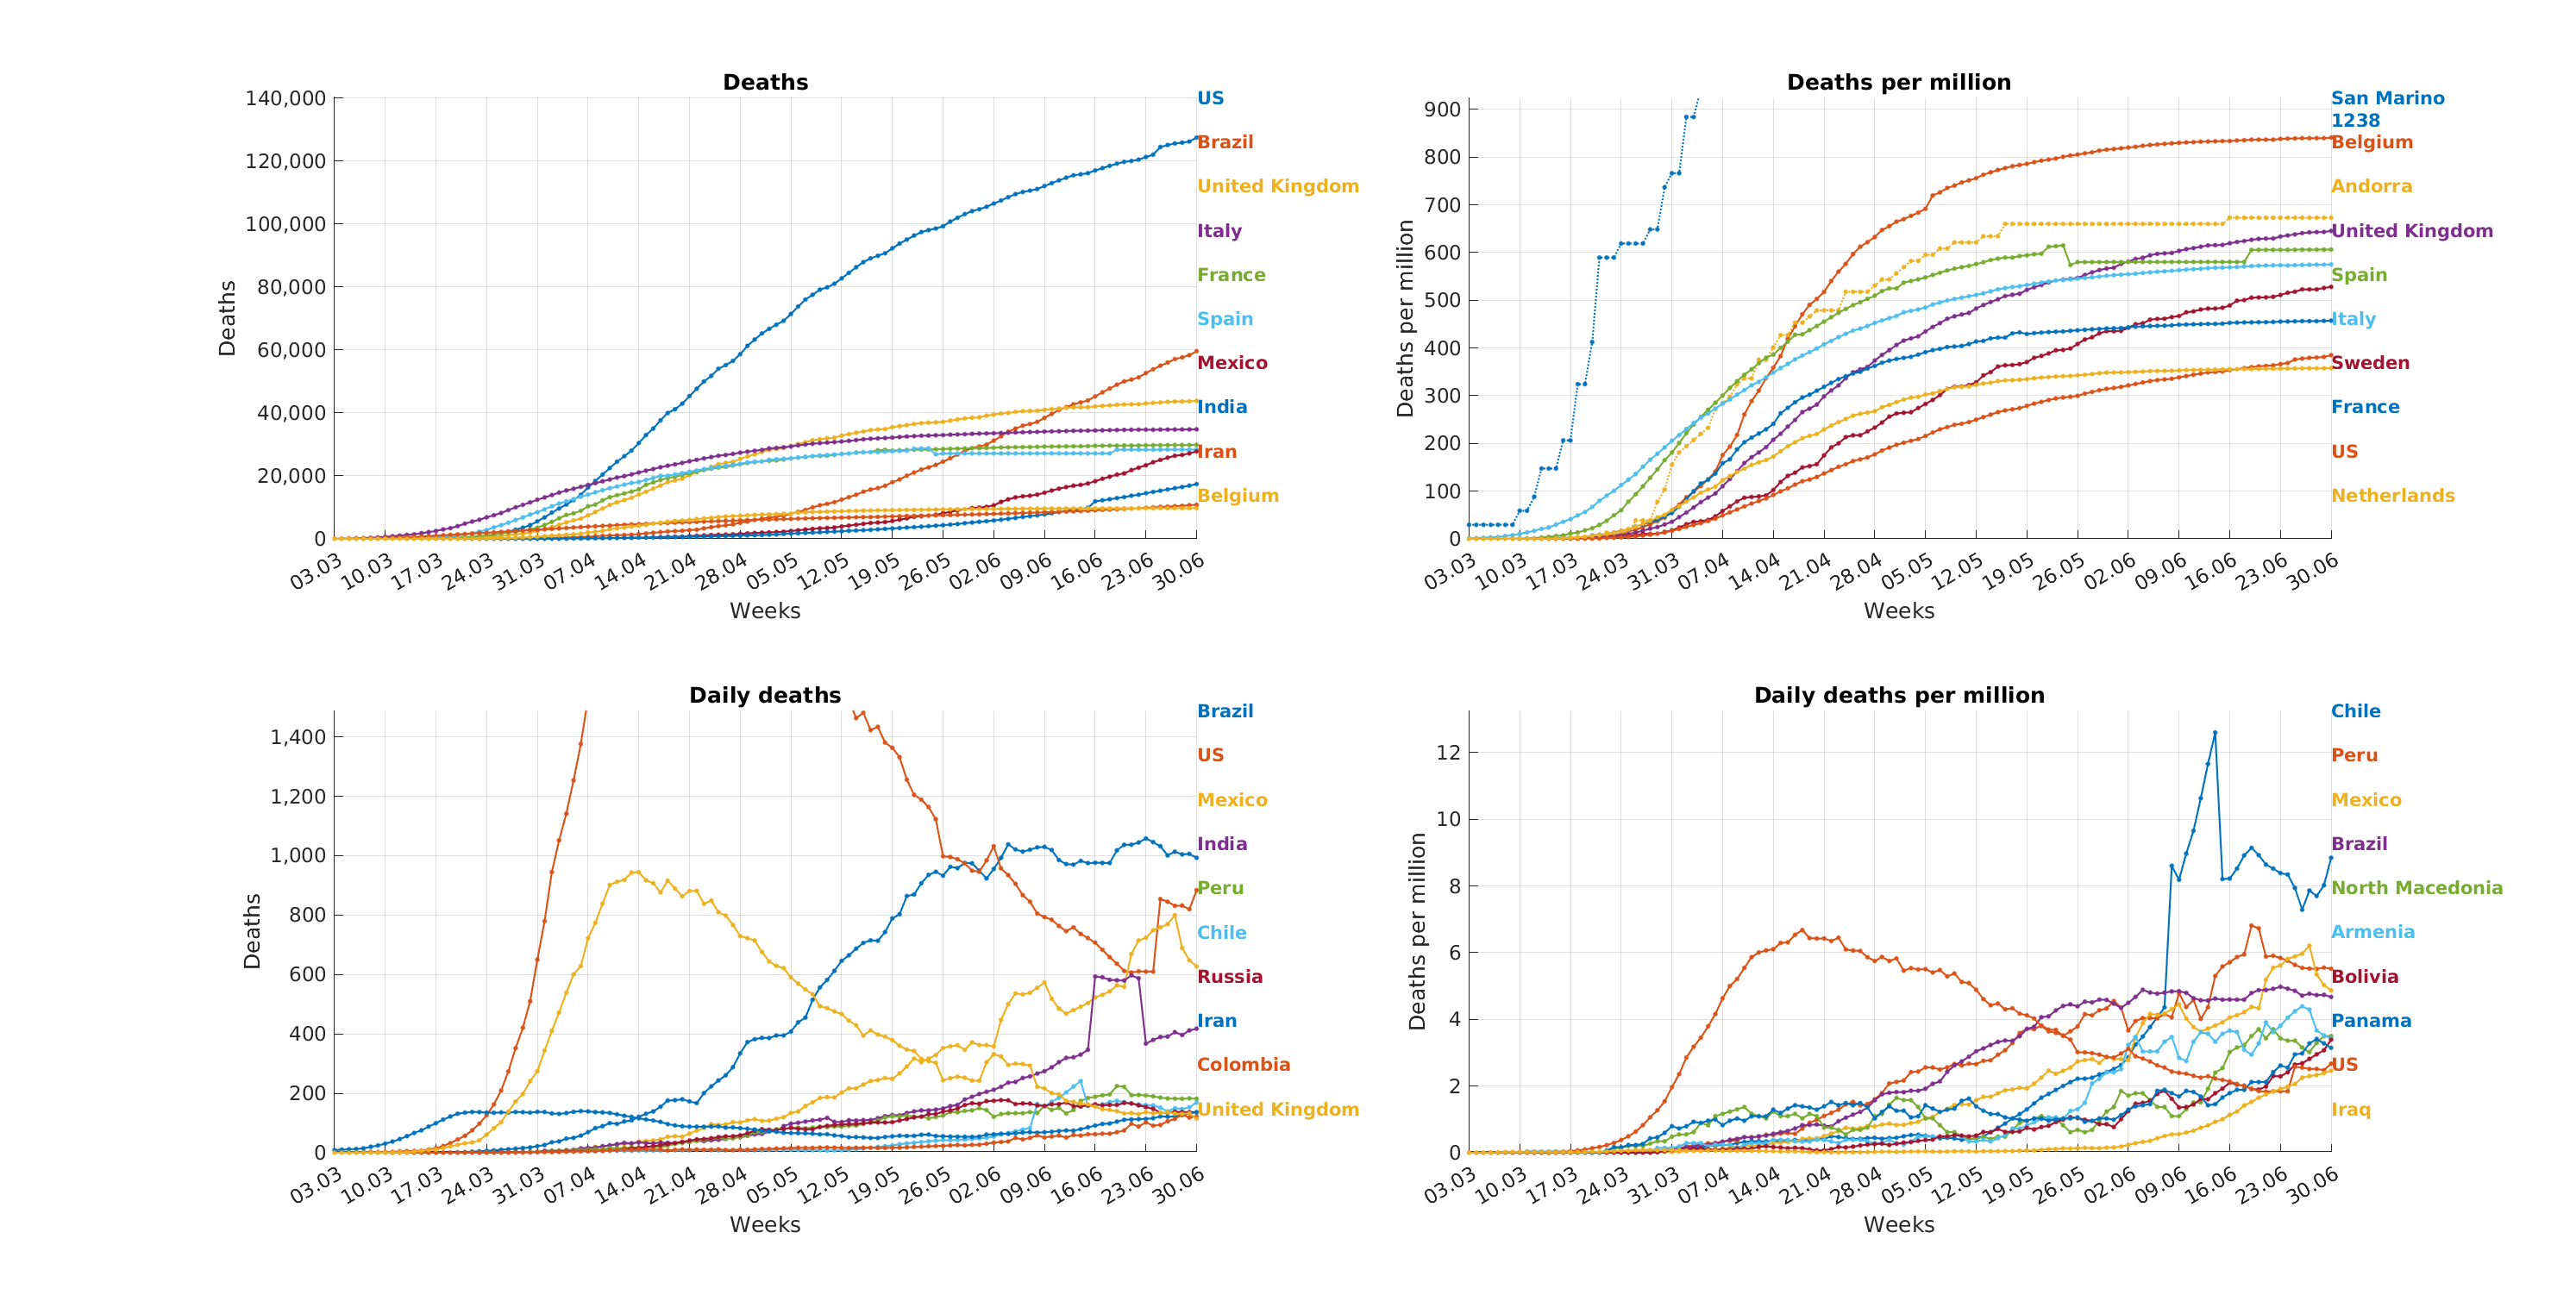 Deaths
140,000
120,000
100,000
80,000
60,000
40,000
20,000
0
Deaths
03.03 10.03 17.03 24.03 31.03 07.04 14.04 21.04 28.04 05.05 12.05 19.05 26.05 02.06 09.06 16.06 23.06 30.06
Weeks
US
Brazil
United Kingdom
Italy
France
Spain
Mexico
India
Iran
Belgium
Deaths per million
900
800
700
600
500
400
300
200
100
0
Deaths per million
03.03 10.03 17.03 24.03 31.03 07.04 14.04 21.04 28.04 05.05 12.05 19.05 26.05 02.06 09.06 16.06 23.06 30.06
Weeks
San Marino
1238
Belgium
Andorra
United Kingdom
Spain
Italy
Sweden
France
US
Netherlands
Daily deaths
1,400
1,200
1,000
800
600
400
200
0
Deaths
03.03 10.03 17.03 24.03 31.03 07.04 14.04 21.04 28.04 05.05 12.05 19.05 26.05 02.06 09.06 16.06 23.06 30.06
Weeks
Brazil
US
Mexico
India
Peru
Chile
Russia
Iran
Colombia
United Kingdom
Daily deaths per million
12
10
8
6
4
2
0
Deaths per million
03.03 10.03 17.03 24.03 31.03 07.04 14.04 21.04 28.04 05.05 12.05 19.05 26.05 02.06 09.06 16.06 23.06 30.06
Weeks
Chile
Peru
Mexico
Brazil
North Macedonia
Armenia
Bolivia
Panama
US
Iraq